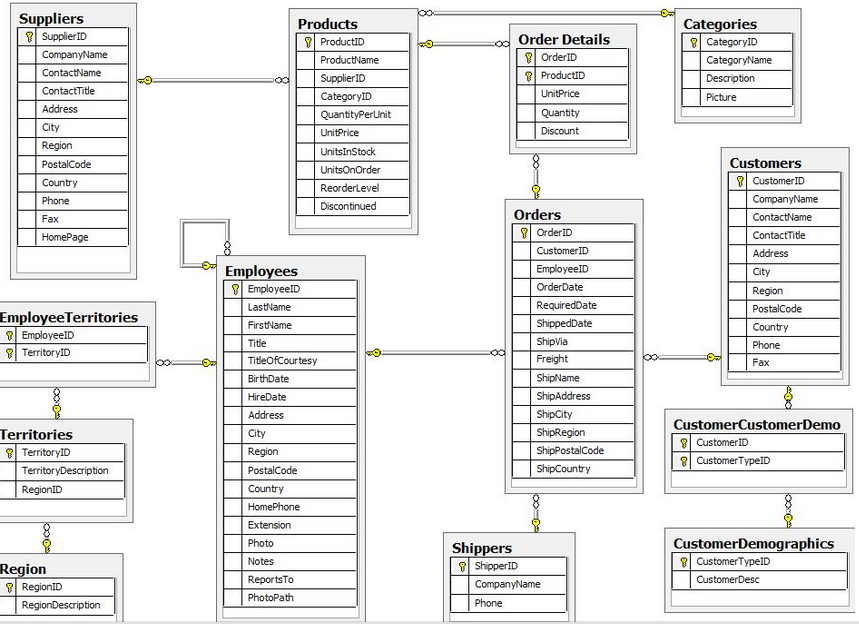 Suppliers
SupplierID
CompanyName
ContactName
ContactTitle
Address
City
Region
PostalCode
Country
Phone
Fax
HomePage
Products
ProductID
ProductName
SupplierID
CategoryID
QuantityPerUnit
UnitPrice
UnitsInStock
UnitsOnOrder
ReorderLevel
Discontinued
Order Details
OrderID
ProductID
UnitPrice
Quantity
Discount
Categories
CategoryID
CategoryName
Description
Picture
Customers
CustomerID
CompanyName
ContactName
ContactTitle
Address
City
Region
PostalCode
Country
Phone
Fax
Orders
OrderID
CustomerID
EmployeeID
OrderDate
RequiredDate
ShippedDate
ShipVia
Freight
ShipName
ShipAddress
ShipCity
ShipRegion
ShipPostalCode
ShipCountry
Employees
EmployeeID
LastName
FirstName
Title
TitleOfCourtesy
BirthDate
HireDate
Address
City
Region
PostalCode
Country
HomePhone
Extension
Photo
Notes
ReportsTo
PhotoPath
EmployeeTerritories
EmployeeID
TerritoryID
Territories
TerritoryID
TerritoryDescription
RegionID
Region
RegionID
RegionDescription
Shippers
ShipperID
CompanyName
Phone
CustomerCustomerDemo
CustomerID
CustomerTypeID
CustomerDemographics
CustomerTypeID
CustomerDesc